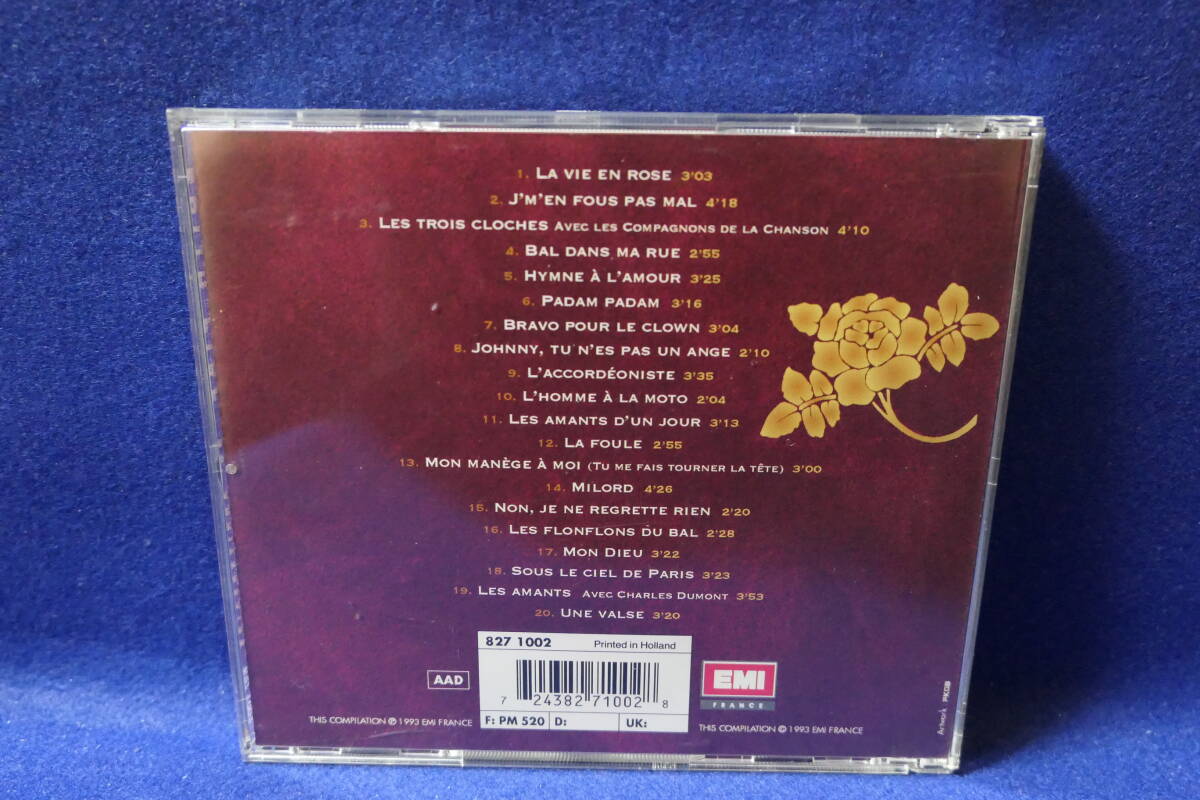 1. LA VIE EN ROSE 3'03
2. J'M'EN FOUS PAS MAL 4'18
3. LES TROIS CLOCHES AVEC LES COMPAGNONS DE LA CHANSON 4'10
4. BAL DANS MA RUE 2'55
5. HYMNE À L'AMOUR 3'25
6. PADAM PADAM 3'16
7. BRAVO POUR LE CLOWN 3'04
8. JOHNNY, TU N'ES PAS UN ANGE 2'10
9. L'ACCORDÉONISTE 3'35
10. L'HOMME À LA MOTO 2'04
11. LES AMANTS D'UN JOUR 3'13
12. LA FOULE 2'55
13. MON MANÈGE À MOI (TU ME FAIS TOURNER LA TÊTE) 3'00
14. MILORD 4'26
15. NON, JE NE REGRETTE RIEN 2'20
16. LES FLONFLONS DU BAL 2'28
17. MON DIEU 3'22
18. SOUS LE CIEL DE PARIS 3'23
19. LES AMANTS AVEC CHARLES DUMONT 3'53
20. UNE VALSE 3'20
827 1002 Printed in Holland
AAD
7 24382 71002 8
EMI
FRANCE
F: PM 520 D: UK:
THIS COMPILATION ℗ 1993 EMI FRANCE
THIS COMPILATION © 1993 EMI FRANCE
Artwork